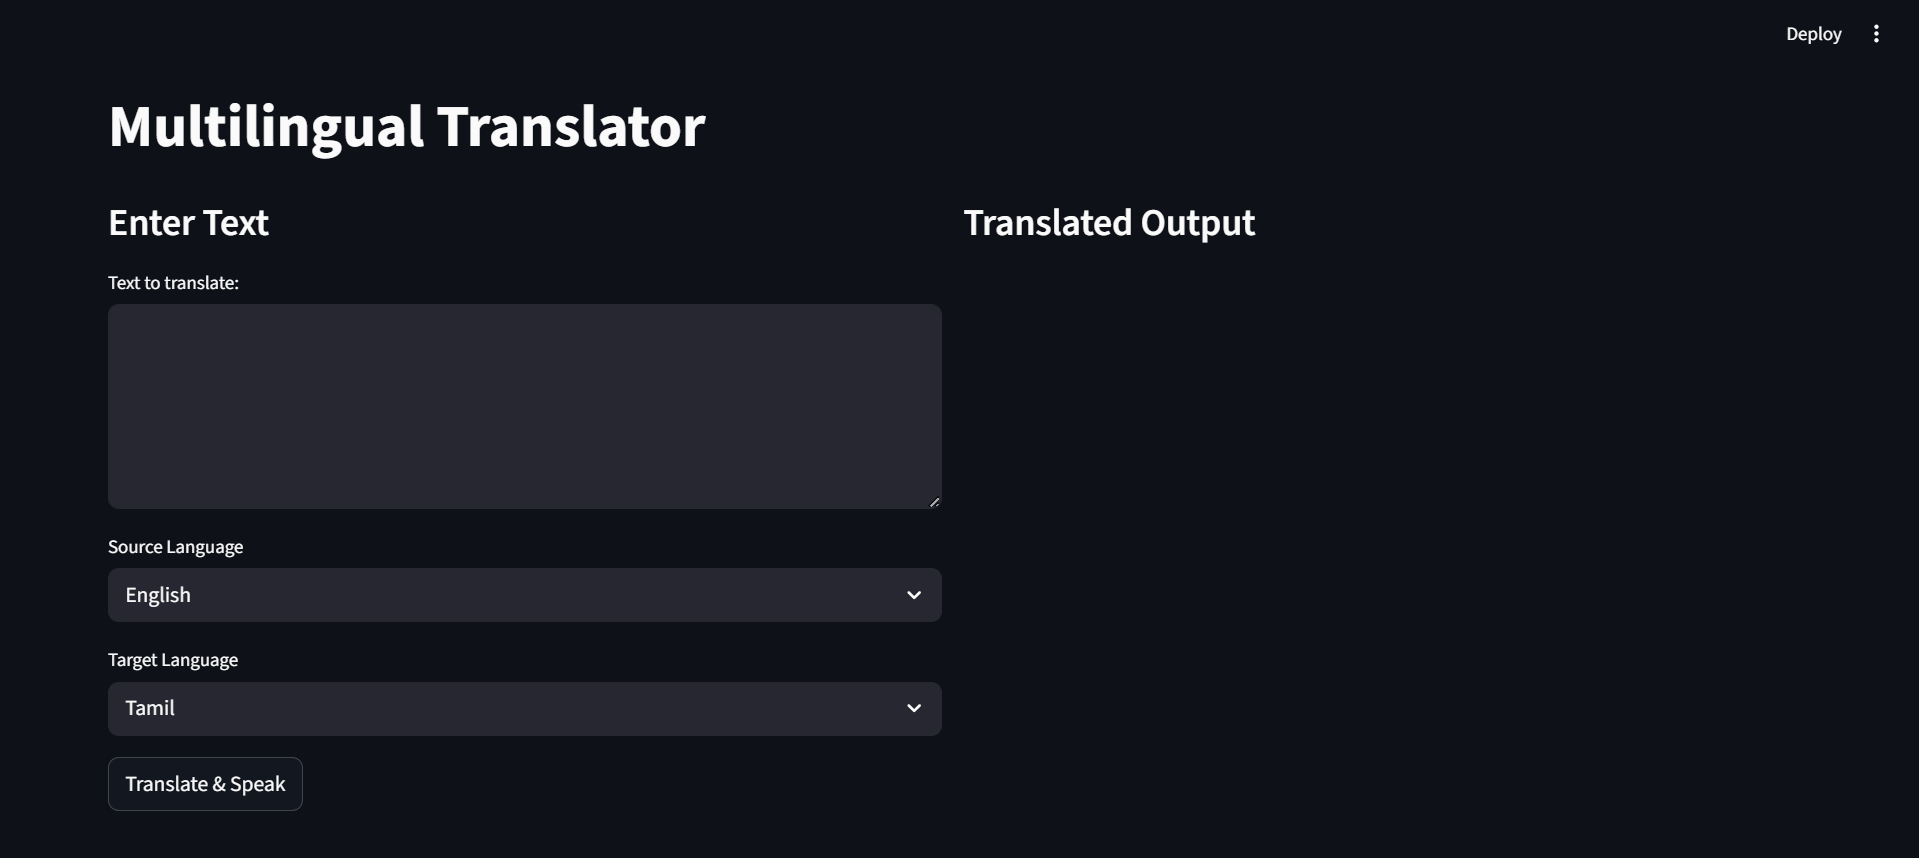 Deploy
Multilingual Translator
Enter Text
Translated Output
Text to translate:
Source Language
English
Target Language
Tamil
Translate & Speak